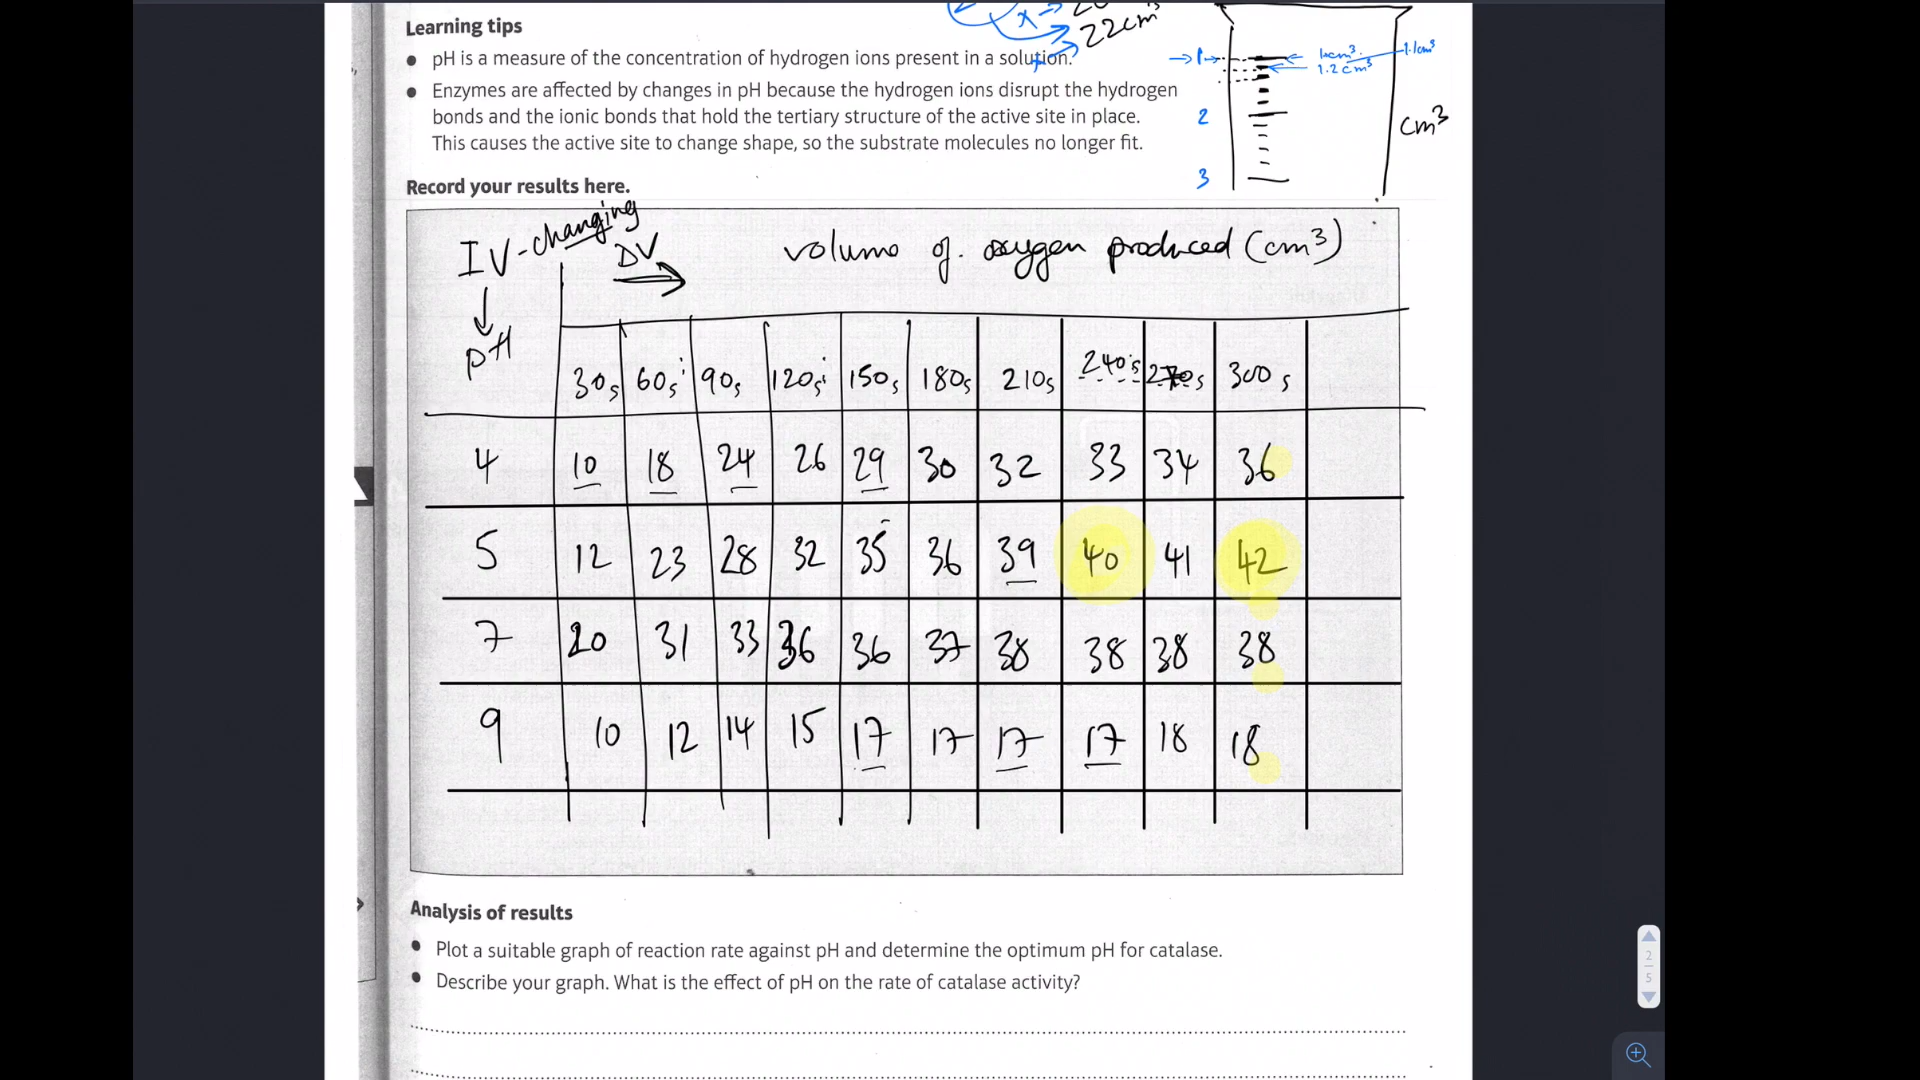 22cm³
Learning tips
• pH is a measure of the concentration of hydrogen ions present in a solution.
• Enzymes are affected by changes in pH because the hydrogen ions disrupt the hydrogen
bonds and the ionic bonds that hold the tertiary structure of the active site in place.
This causes the active site to change shape, so the substrate molecules no longer fit.
1
1cm³
1.1cm³
1.2cm³
2
cm³
3
Record your results here.
IV-changing
DV
volume of oxygen produced (cm³)
pH
30s 60s 90s 120s 150s 180s 210s 240s 270s 300s
4 10 18 24 26 29 30 32 33 34 36
5 12 23 28 32 35 36 39 40 41 42
7 20 31 33 36 36 37 38 38 38 38
9 10 12 14 15 17 17 17 17 18 18
Analysis of results
• Plot a suitable graph of reaction rate against pH and determine the optimum pH for catalase.
• Describe your graph. What is the effect of pH on the rate of catalase activity?
2
5